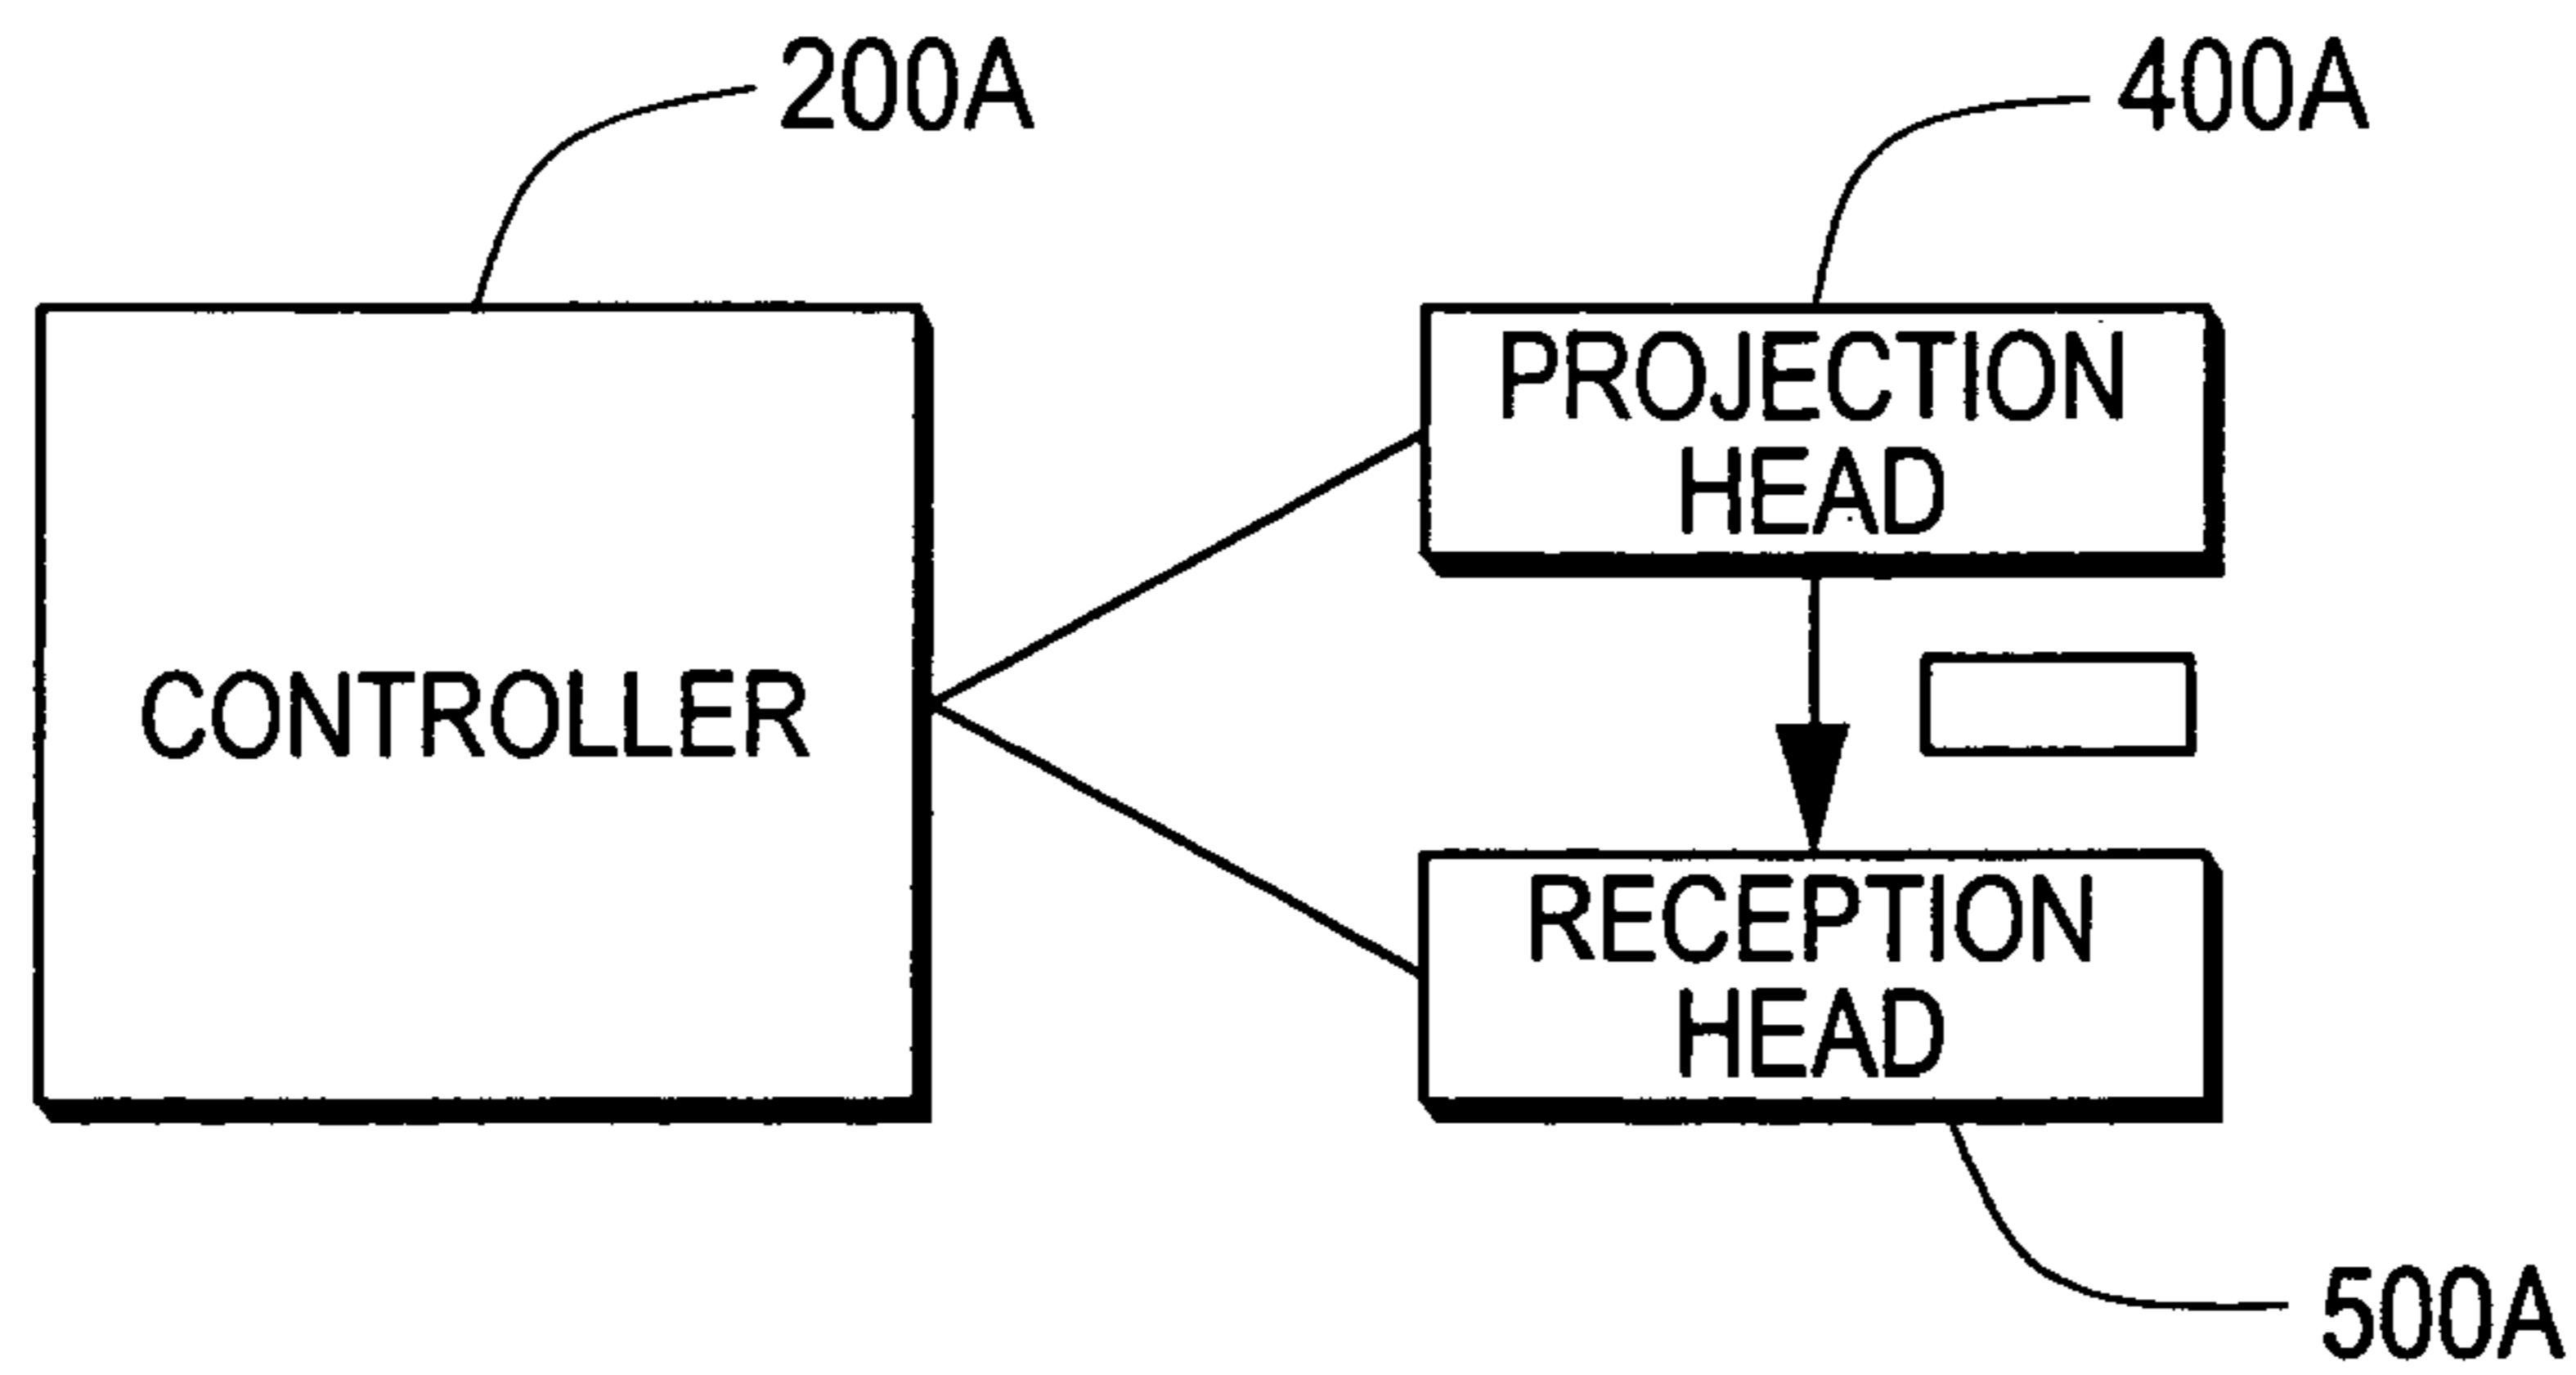 200A
400A
PROJECTION
HEAD
CONTROLLER
RECEPTION
HEAD
500A